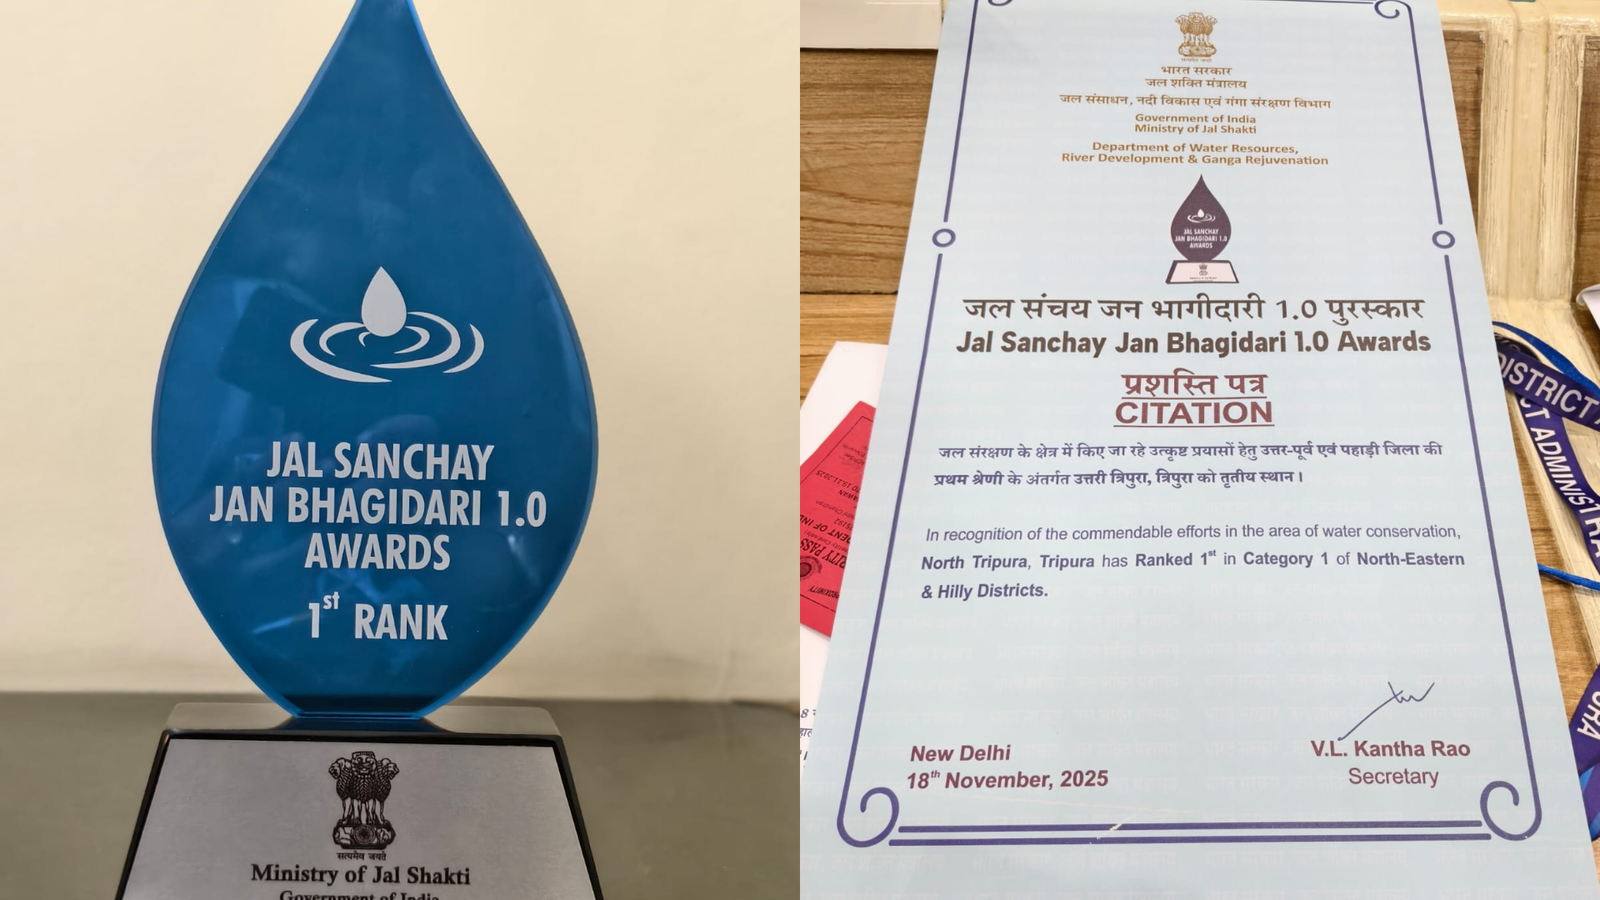 JAL SANCHAY
JAN BHAGIDARI 1.0
AWARDS
1st RANK
सत्यमेव जयते
Ministry of Jal Shakti
Government of India
भारत सरकार
जल शक्ति मंत्रालय
जल संसाधन, नदी विकास एवं गंगा संरक्षण विभाग
Government of India
Ministry of Jal Shakti
Department of Water Resources,
River Development & Ganga Rejuvenation
JAL SANCHAY
JAN BHAGIDARI 1.0
AWARDS
जल संचय जन भागीदारी 1.0 पुरस्कार
Jal Sanchay Jan Bhagidari 1.0 Awards
प्रशस्ति पत्र
CITATION
जल संरक्षण के क्षेत्र में किए जा रहे उत्कृष्ट प्रयासों हेतु उत्तर-पूर्व एवं पहाड़ी जिला की
प्रथम श्रेणी के अंतर्गत उत्तरी त्रिपुरा, त्रिपुरा को तृतीय स्थान।
In recognition of the commendable efforts in the area of water conservation,
North Tripura, Tripura has Ranked 1st in Category 1 of North-Eastern
& Hilly Districts.
V.L. Kantha Rao
Secretary
New Delhi
18th November, 2025
DISTRICT
ADMINISTRA